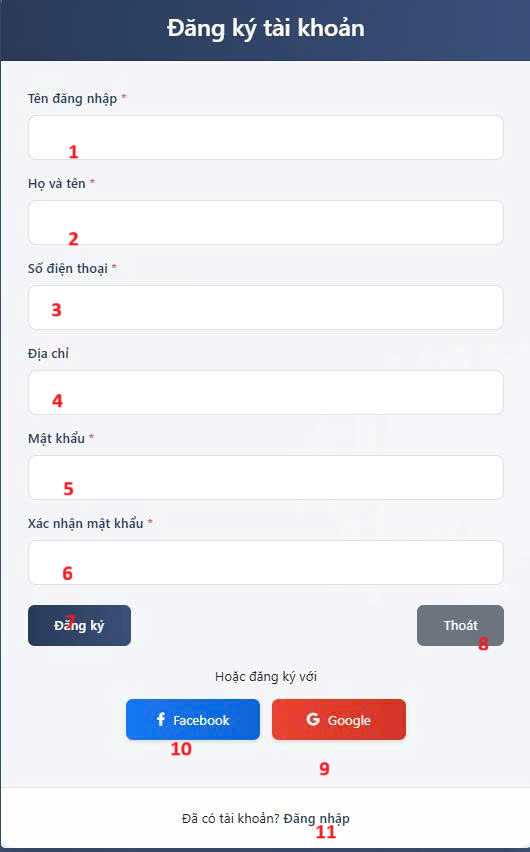 Đăng ký tài khoản
Tên đăng nhập *
1
Họ và tên *
2
Số điện thoại *
3
Địa chỉ
4
Mật khẩu *
5
Xác nhận mật khẩu *
6
Đăng ký 7
Thoát 8
Hoặc đăng ký với
Facebook Google
10 9
Đã có tài khoản? Đăng nhập
11